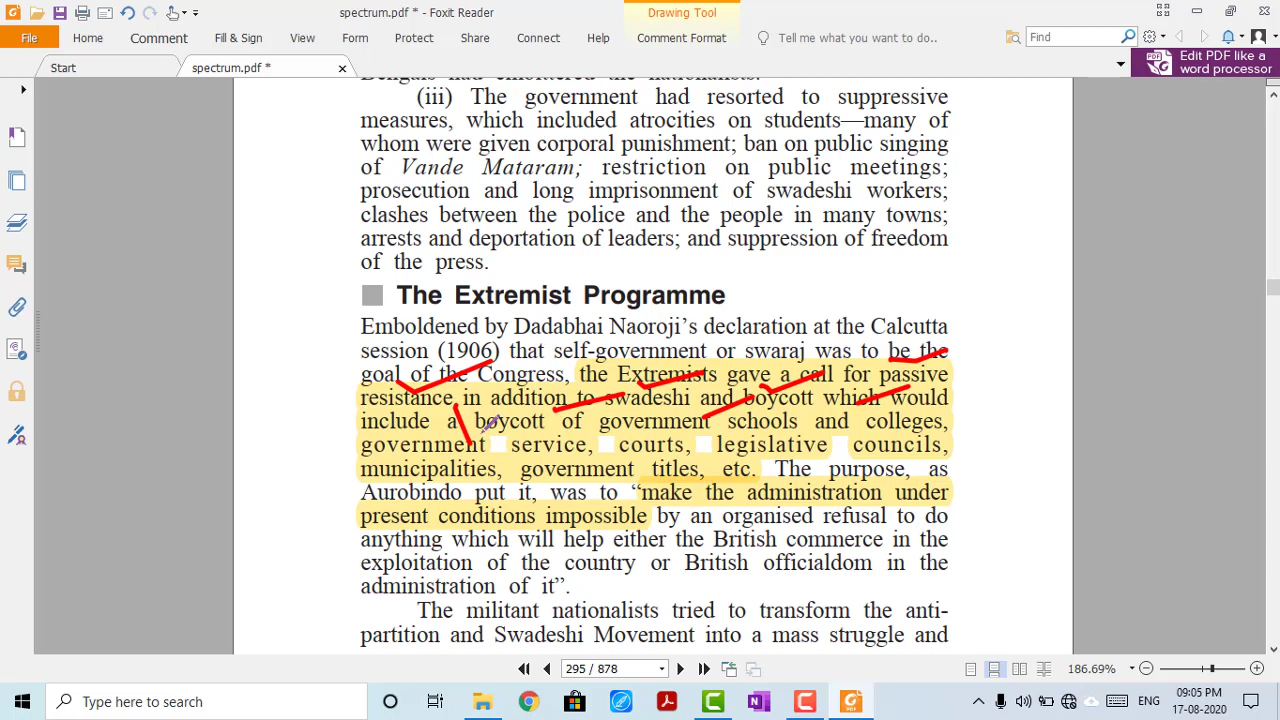 spectrum.pdf * - Foxit Reader
Drawing Tool
File Home Comment Fill & Sign View Form Protect Share Connect Help Comment Format Tell me what you want to do.. Find
Start spectrum.pdf *
Edit PDF like a
word processor
Bengals had embittered the nationalists.
(iii) The government had resorted to suppressive
measures, which included atrocities on students—many of
whom were given corporal punishment; ban on public singing
of Vande Mataram; restriction on public meetings;
prosecution and long imprisonment of swadeshi workers;
clashes between the police and the people in many towns;
arrests and deportation of leaders; and suppression of freedom
of the press.
The Extremist Programme
Emboldened by Dadabhai Naoroji’s declaration at the Calcutta
session (1906) that self-government or swaraj was to be the
goal of the Congress, the Extremists gave a call for passive
resistance in addition to swadeshi and boycott which would
include a boycott of government schools and colleges,
government service, courts, legislative councils,
municipalities, government titles, etc. The purpose, as
Aurobindo put it, was to “make the administration under
present conditions impossible by an organised refusal to do
anything which will help either the British commerce in the
exploitation of the country or British officialdom in the
administration of it”.
The militant nationalists tried to transform the anti-
partition and Swadeshi Movement into a mass struggle and
295 / 878
186.69%
Type here to search
ENG
09:05 PM
17-08-2020